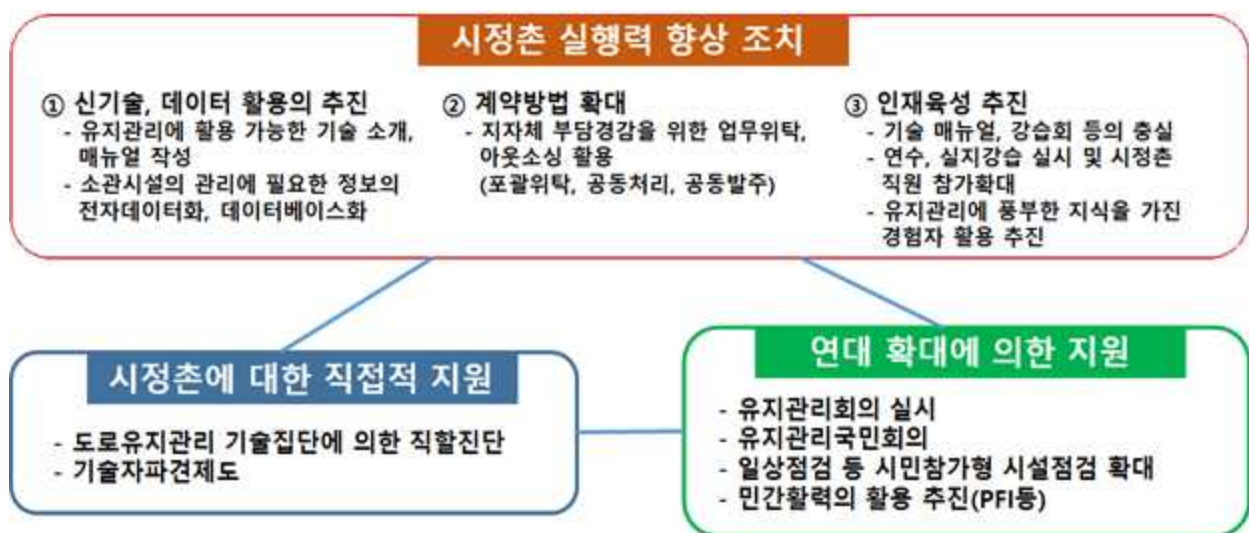 시정촌 실행력 향상 조치
① 신기술, 데이터 활용의 추진
- 유지관리에 활용 가능한 기술 소개,
매뉴얼 작성
- 소관시설의 관리에 필요한 정보의
전자데이터화, 데이터베이스화
② 계약방법 확대
- 지자체 부담경감을 위한 업무위탁,
아웃소싱 활용
(포괄위탁, 공동처리, 공동발주)
③ 인재육성 추진
- 기술 매뉴얼, 강습회 등의 충실
- 연수, 실지강습 실시 및 시정촌
직원 참가확대
- 유지관리에 풍부한 지식을 가진
경험자 활용 추진
시정촌에 대한 직접적 지원
- 도로유지관리 기술집단에 의한 직할진단
- 기술자파견제도
연대 확대에 의한 지원
- 유지관리회의 실시
- 유지관리국민회의
- 일상점검 등 시민참가형 시설점검 확대
- 민간활력의 활용 추진(PFI등)